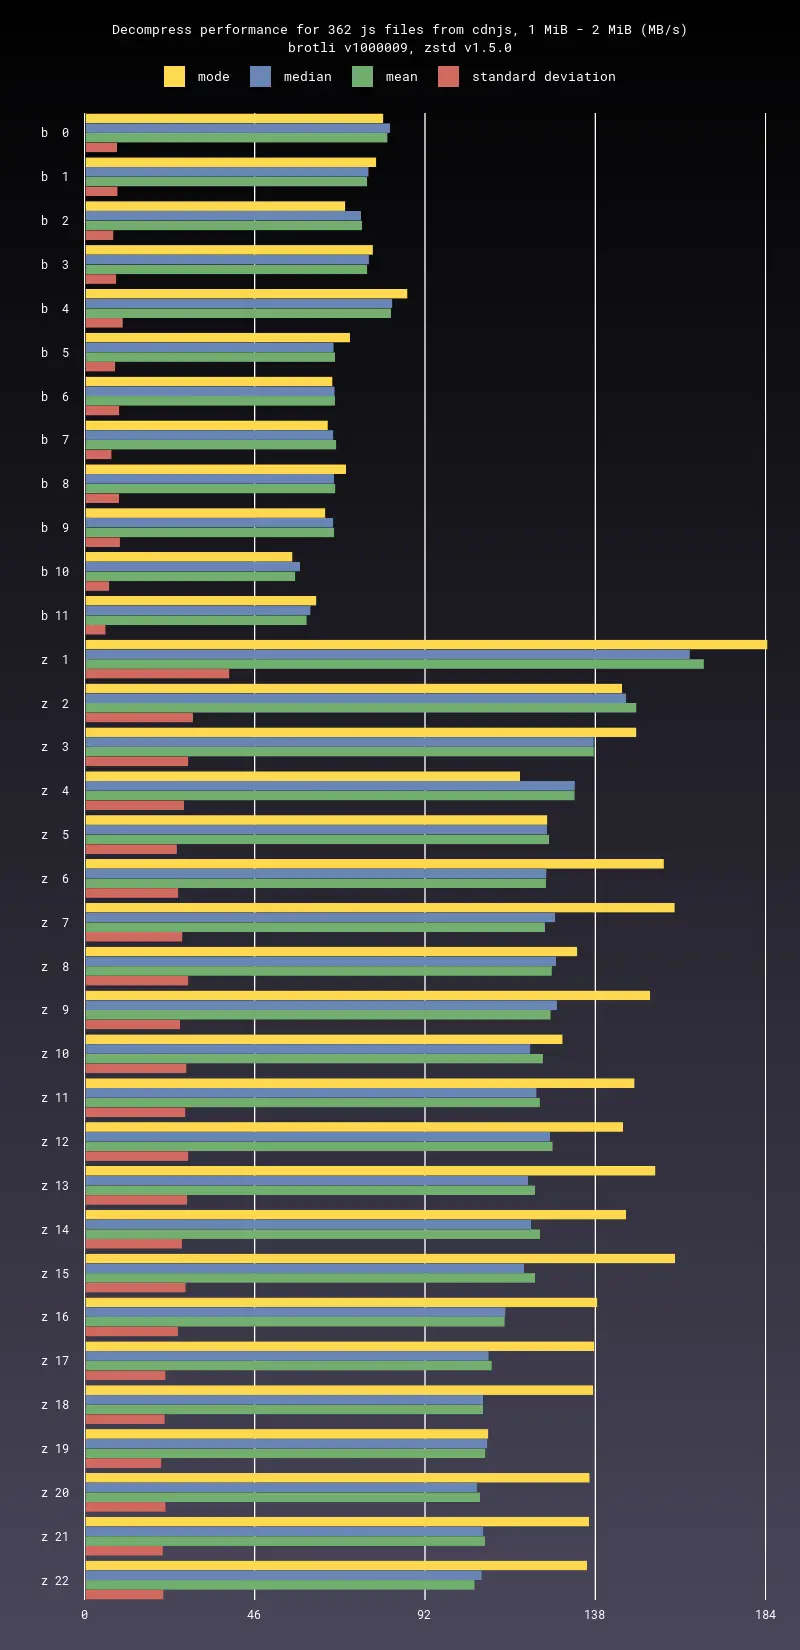 Decompress performance for 362 js files from cdnjs, 1 MiB - 2 MiB (MB/s)
brotli v1000009, zstd v1.5.0
mode median mean standard deviation
b 0
b 1
b 2
b 3
b 4
b 5
b 6
b 7
b 8
b 9
b 10
b 11
z 1
z 2
z 3
z 4
z 5
z 6
z 7
z 8
z 9
z 10
z 11
z 12
z 13
z 14
z 15
z 16
z 17
z 18
z 19
z 20
z 21
z 22
0 46 92 138 184